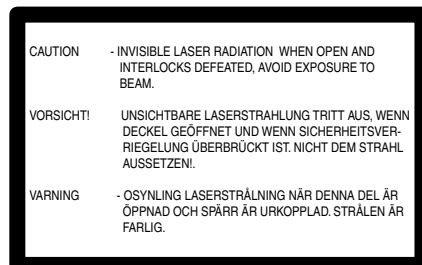 CAUTION - INVISIBLE LASER RADIATION WHEN OPEN AND
INTERLOCKS DEFEATED, AVOID EXPOSURE TO
BEAM.
VORSICHT! UNSICHTBARE LASERSTRAHLUNG TRITT AUS, WENN
DECKEL GEÖFFNET UND WENN SICHERHEITSVER-
RIEGELUNG ÜBERBRÜCKT IST. NICHT DEM STRAHL
AUSSETZEN!.
VARNING - OSYNLING LASERSTRÅLNING NÄR DENNA DEL ÄR
ÖPPNAD OCH SPÄRR ÄR URKOPPLAD. STRÅLEN ÄR
FARLIG.